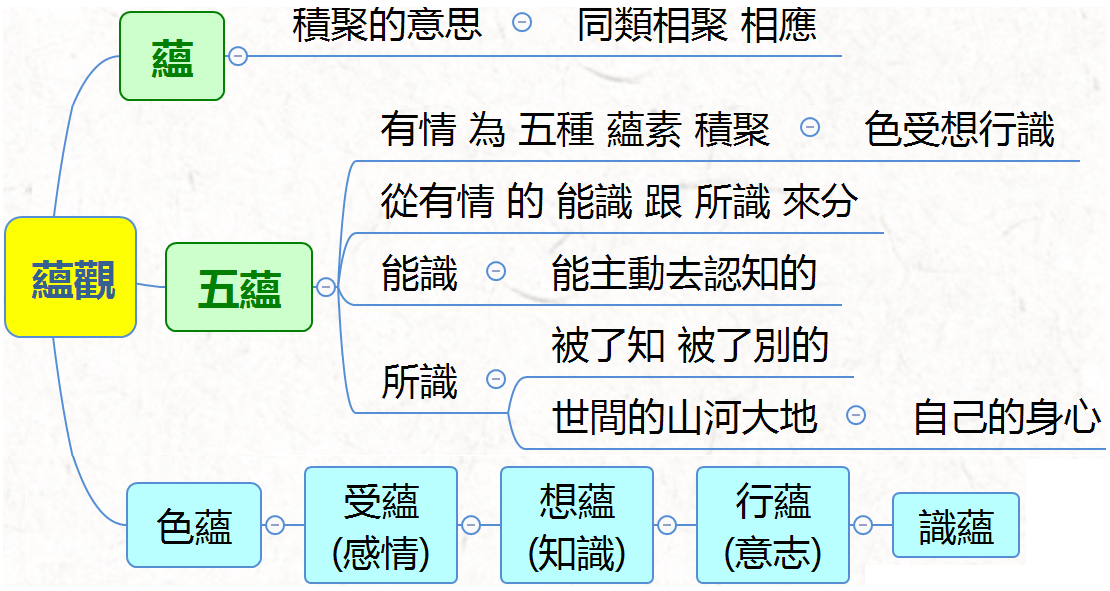 蘊
積聚的意思 同類相聚 相應
蘊觀
五蘊
有情 為 五種 蘊素 積聚 色受想行識
從有情 的 能識 跟 所識 來分
能識 能主動去認知的
所識
被了知 被了別的
世間的山河大地 自己的身心
色蘊
受蘊
(感情)
想蘊
(知識)
行蘊
(意志)
識蘊